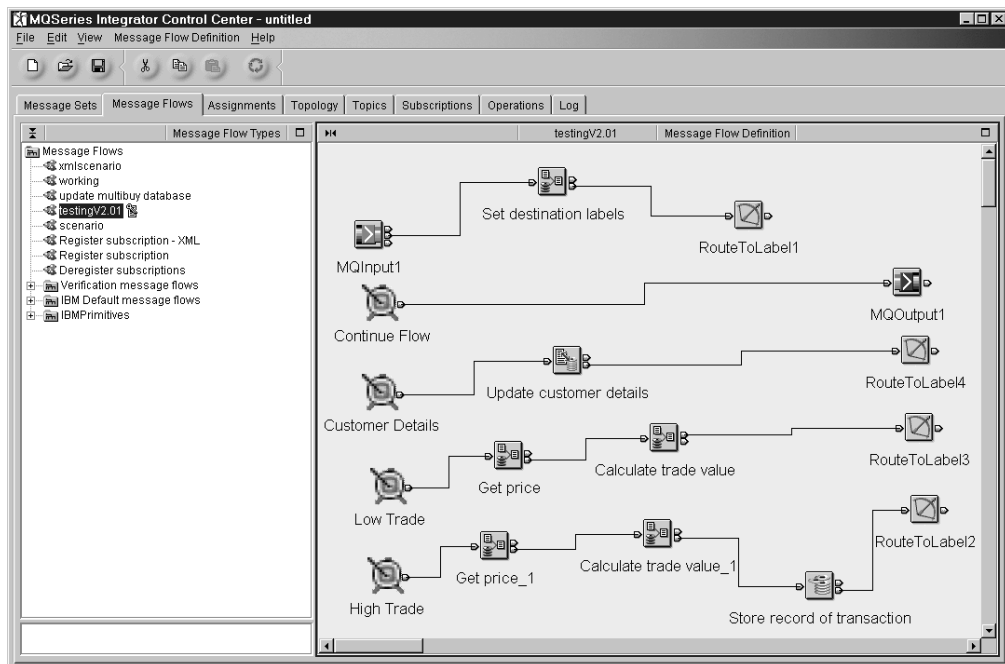 MQSeries Integrator Control Center - untitled
File Edit View Message Flow Definition Help
Message Sets Message Flows Assignments Topology Topics Subscriptions Operations Log
Message Flow Types
Message Flows
xmlscenario
working
update multibuy database
testingV2.01
scenario
Register subscription - XML
Register subscription
Deregister subscriptions
Verification message flows
IBM Default message flows
IBMPrimitives
testingV2.01 Message Flow Definition
Set destination labels
RouteToLabel1
MQInput1
MQOutput1
Continue Flow
RouteToLabel4
Update customer details
Customer Details
RouteToLabel3
Calculate trade value
Get price
Low Trade
RouteToLabel2
Calculate trade value_1
Get price_1
High Trade
Store record of transaction